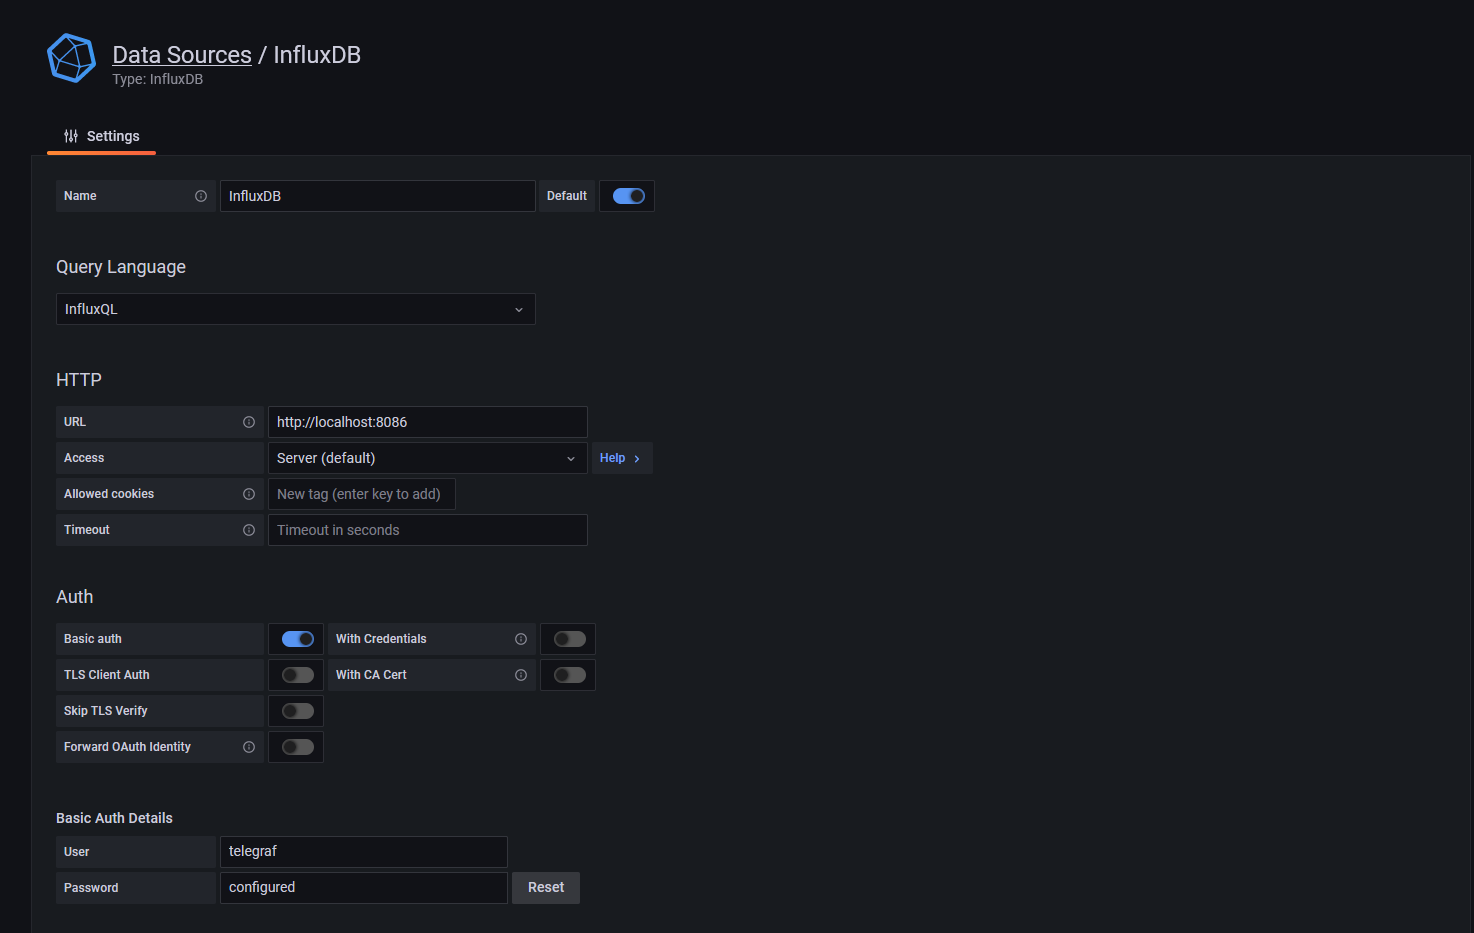 Data Sources / InfluxDB
Type: InfluxDB
Settings
Name InfluxDB Default
Query Language
InfluxQL
HTTP
URL http://localhost:8086
Access Server (default) Help
Allowed cookies New tag (enter key to add)
Timeout Timeout in seconds
Auth
Basic auth With Credentials
TLS Client Auth With CA Cert
Skip TLS Verify
Forward OAuth Identity
Basic Auth Details
User telegraf
Password configured Reset